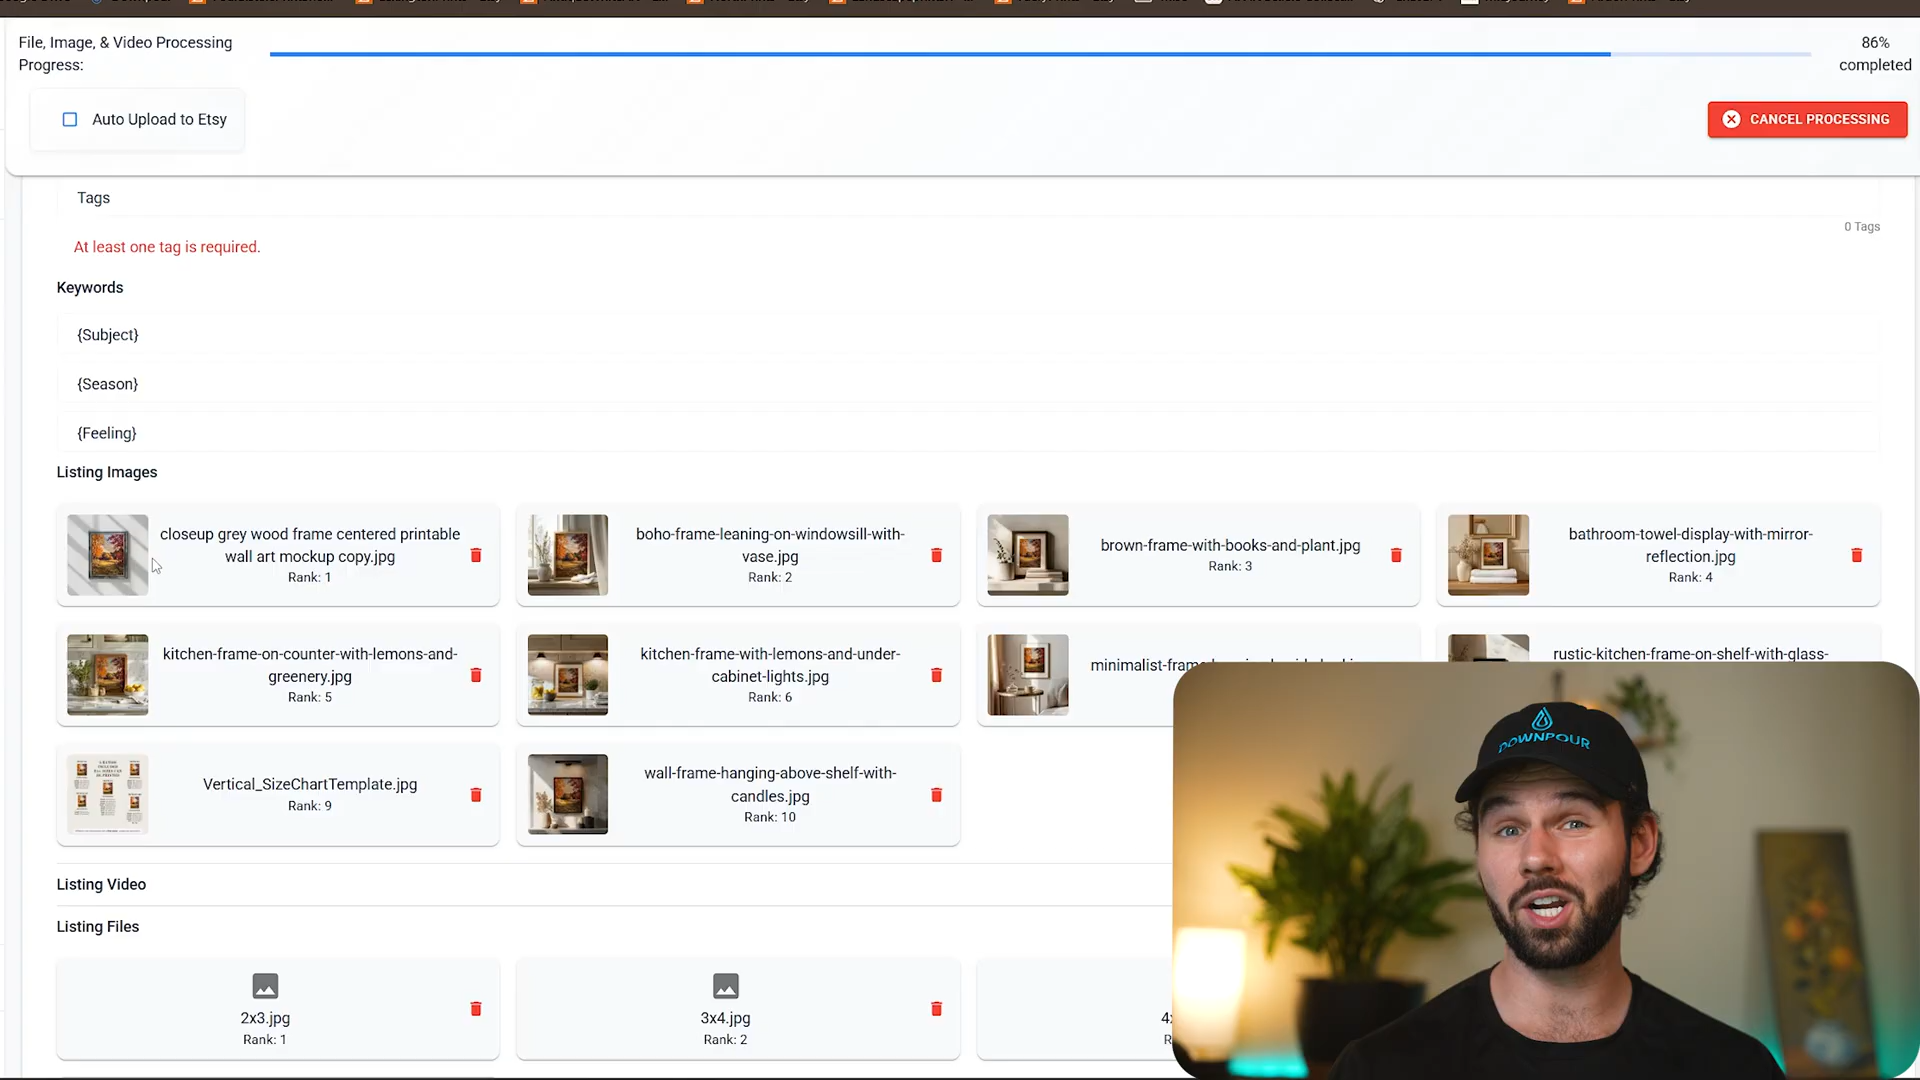 File, Image, & Video Processing
Progress:
86%
completed
Auto Upload to Etsy
CANCEL PROCESSING
Tags
0 Tags
At least one tag is required.
Keywords
{Subject}
{Season}
{Feeling}
Listing Images
closeup grey wood frame centered printable
wall art mockup copy.jpg
Rank: 1
boho-frame-leaning-on-windowsill-with-
vase.jpg
Rank: 2
brown-frame-with-books-and-plant.jpg
Rank: 3
bathroom-towel-display-with-mirror-
reflection.jpg
Rank: 4
kitchen-frame-on-counter-with-lemons-and-
greenery.jpg
Rank: 5
kitchen-frame-with-lemons-and-under-
cabinet-lights.jpg
Rank: 6
rustic-kitchen-frame-on-shelf-with-glass-
Vertical_SizeChartTemplate.jpg
Rank: 9
wall-frame-hanging-above-shelf-with-
candles.jpg
Rank: 10
Listing Video
Listing Files
2x3.jpg
Rank: 1
3x4.jpg
Rank: 2
DOWNPOUR